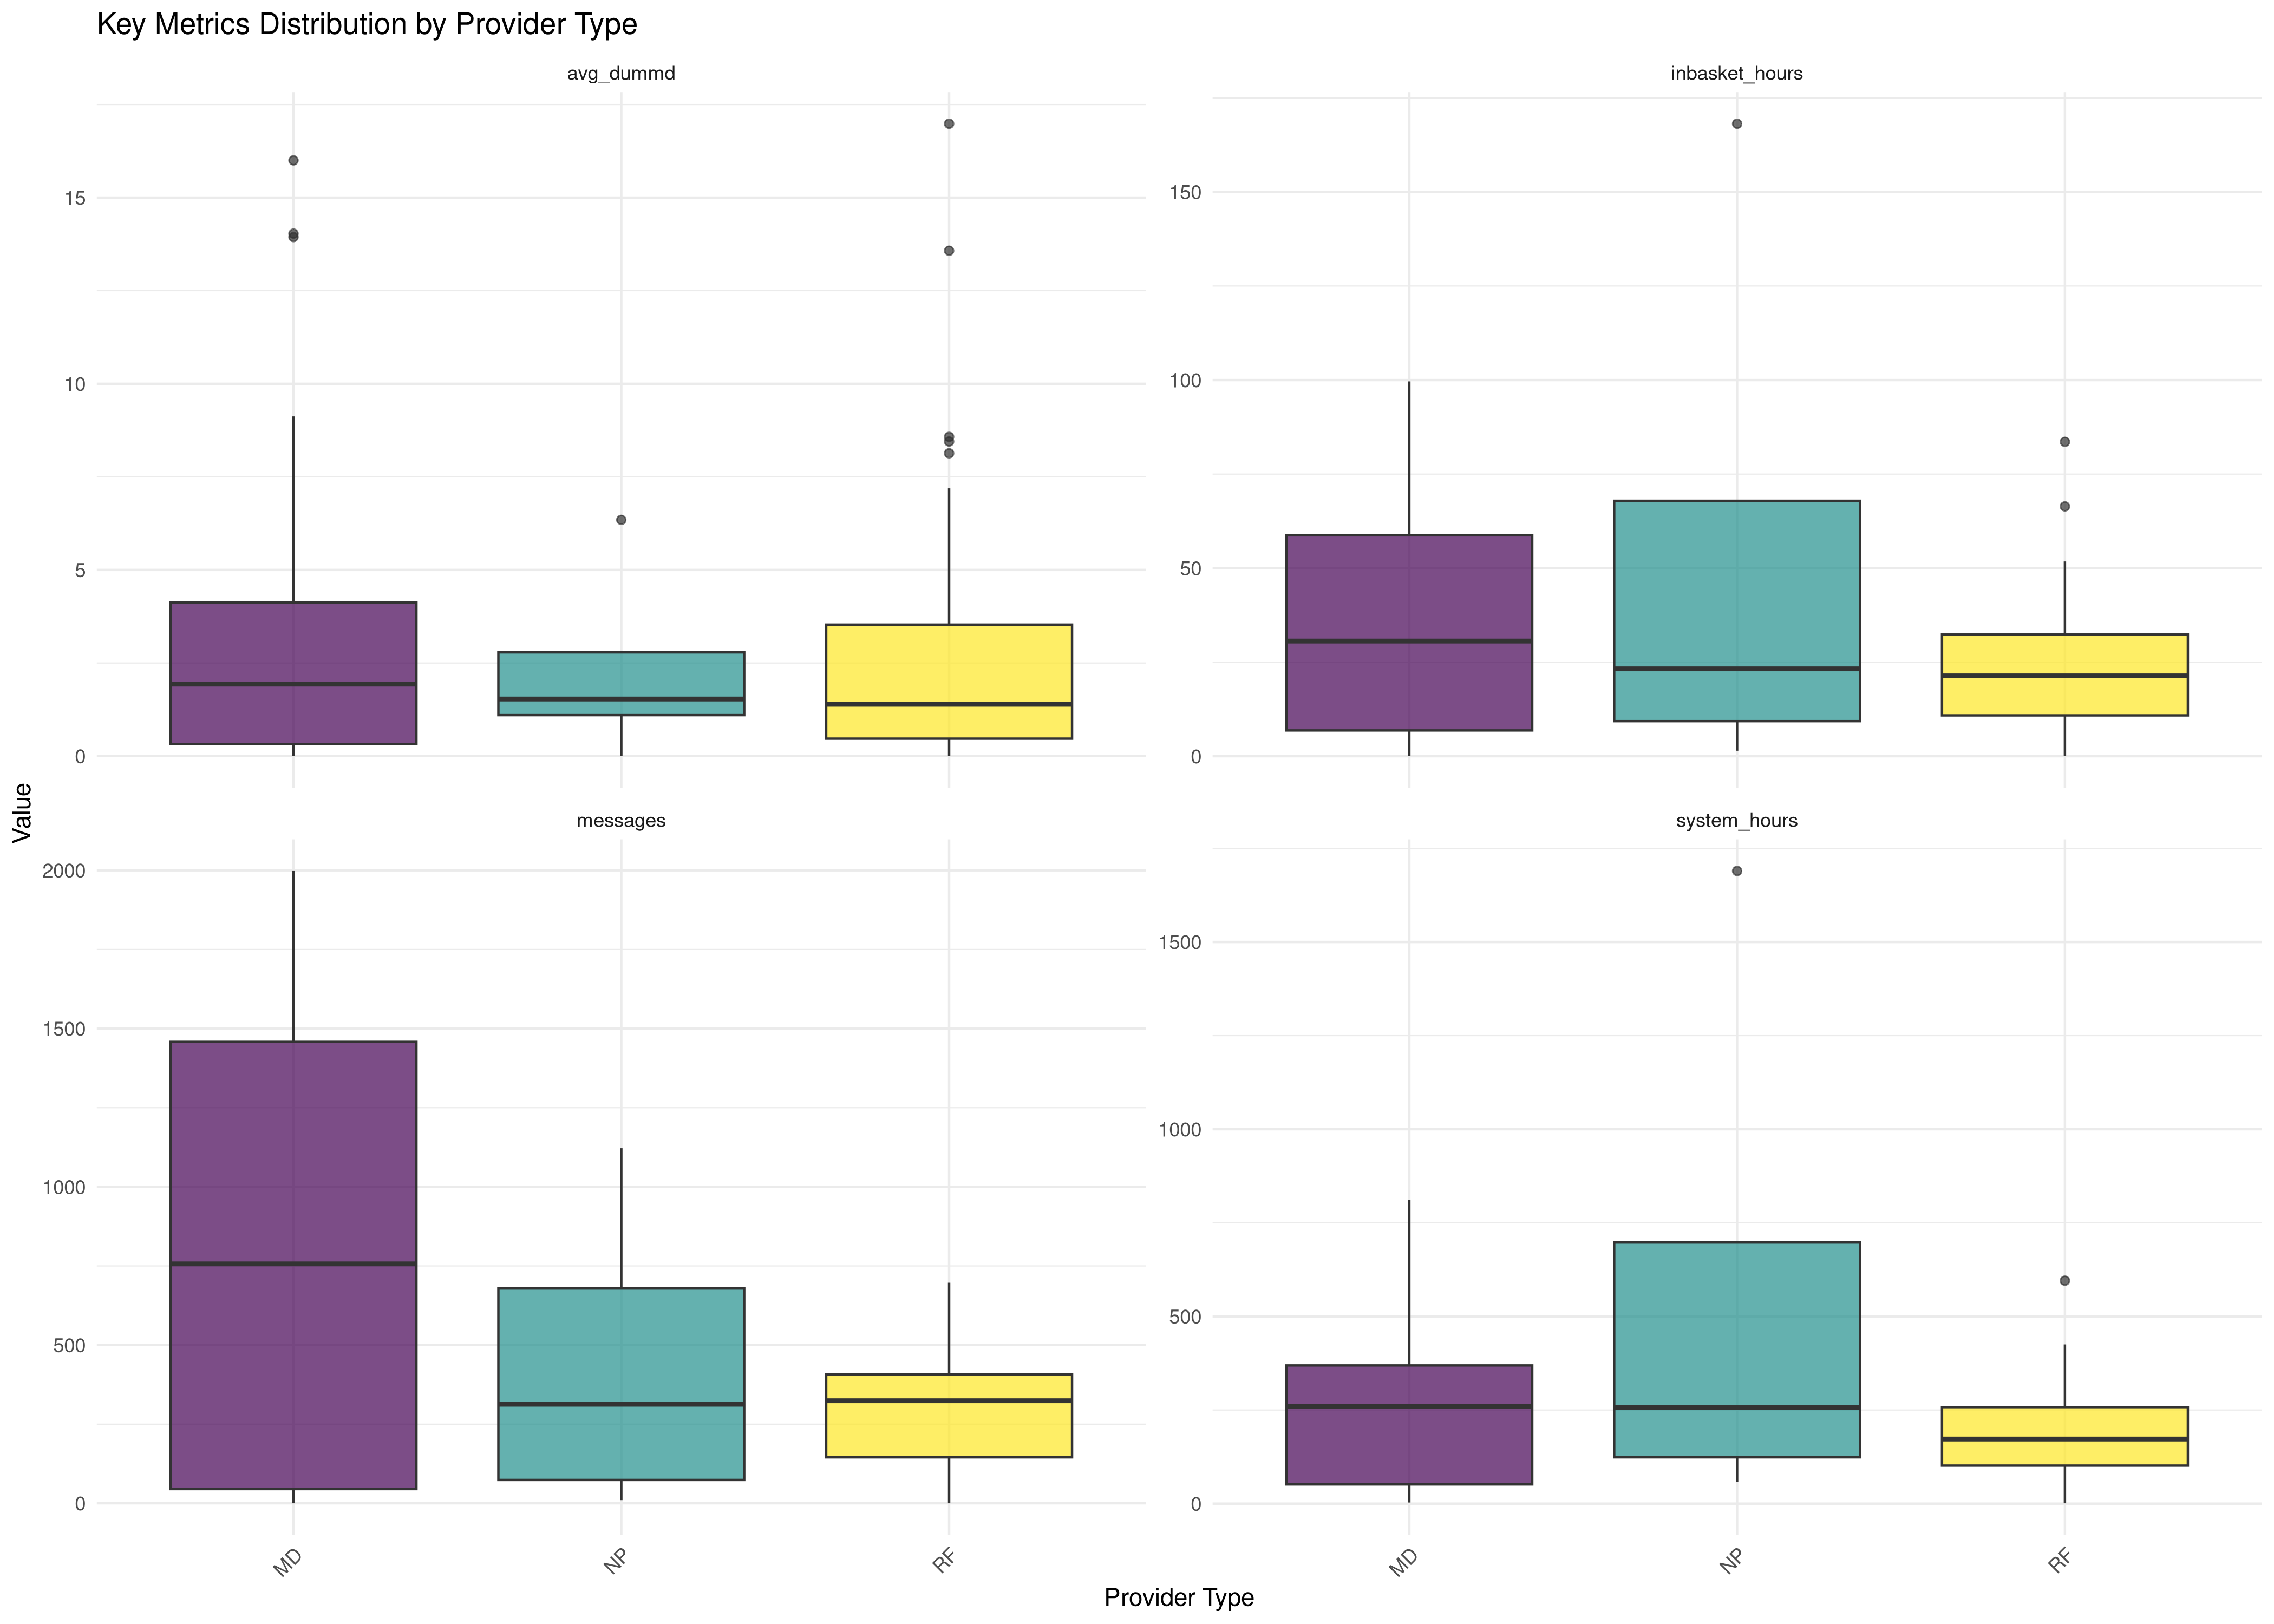 Key Metrics Distribution by Provider Type
avg_dummd
inbasket_hours
15
10
5
0
150
100
50
0
Value
messages
system_hours
2000
1500
1000
500
0
1500
1000
500
0
MD
NP
RF
MD
NP
RF
Provider Type